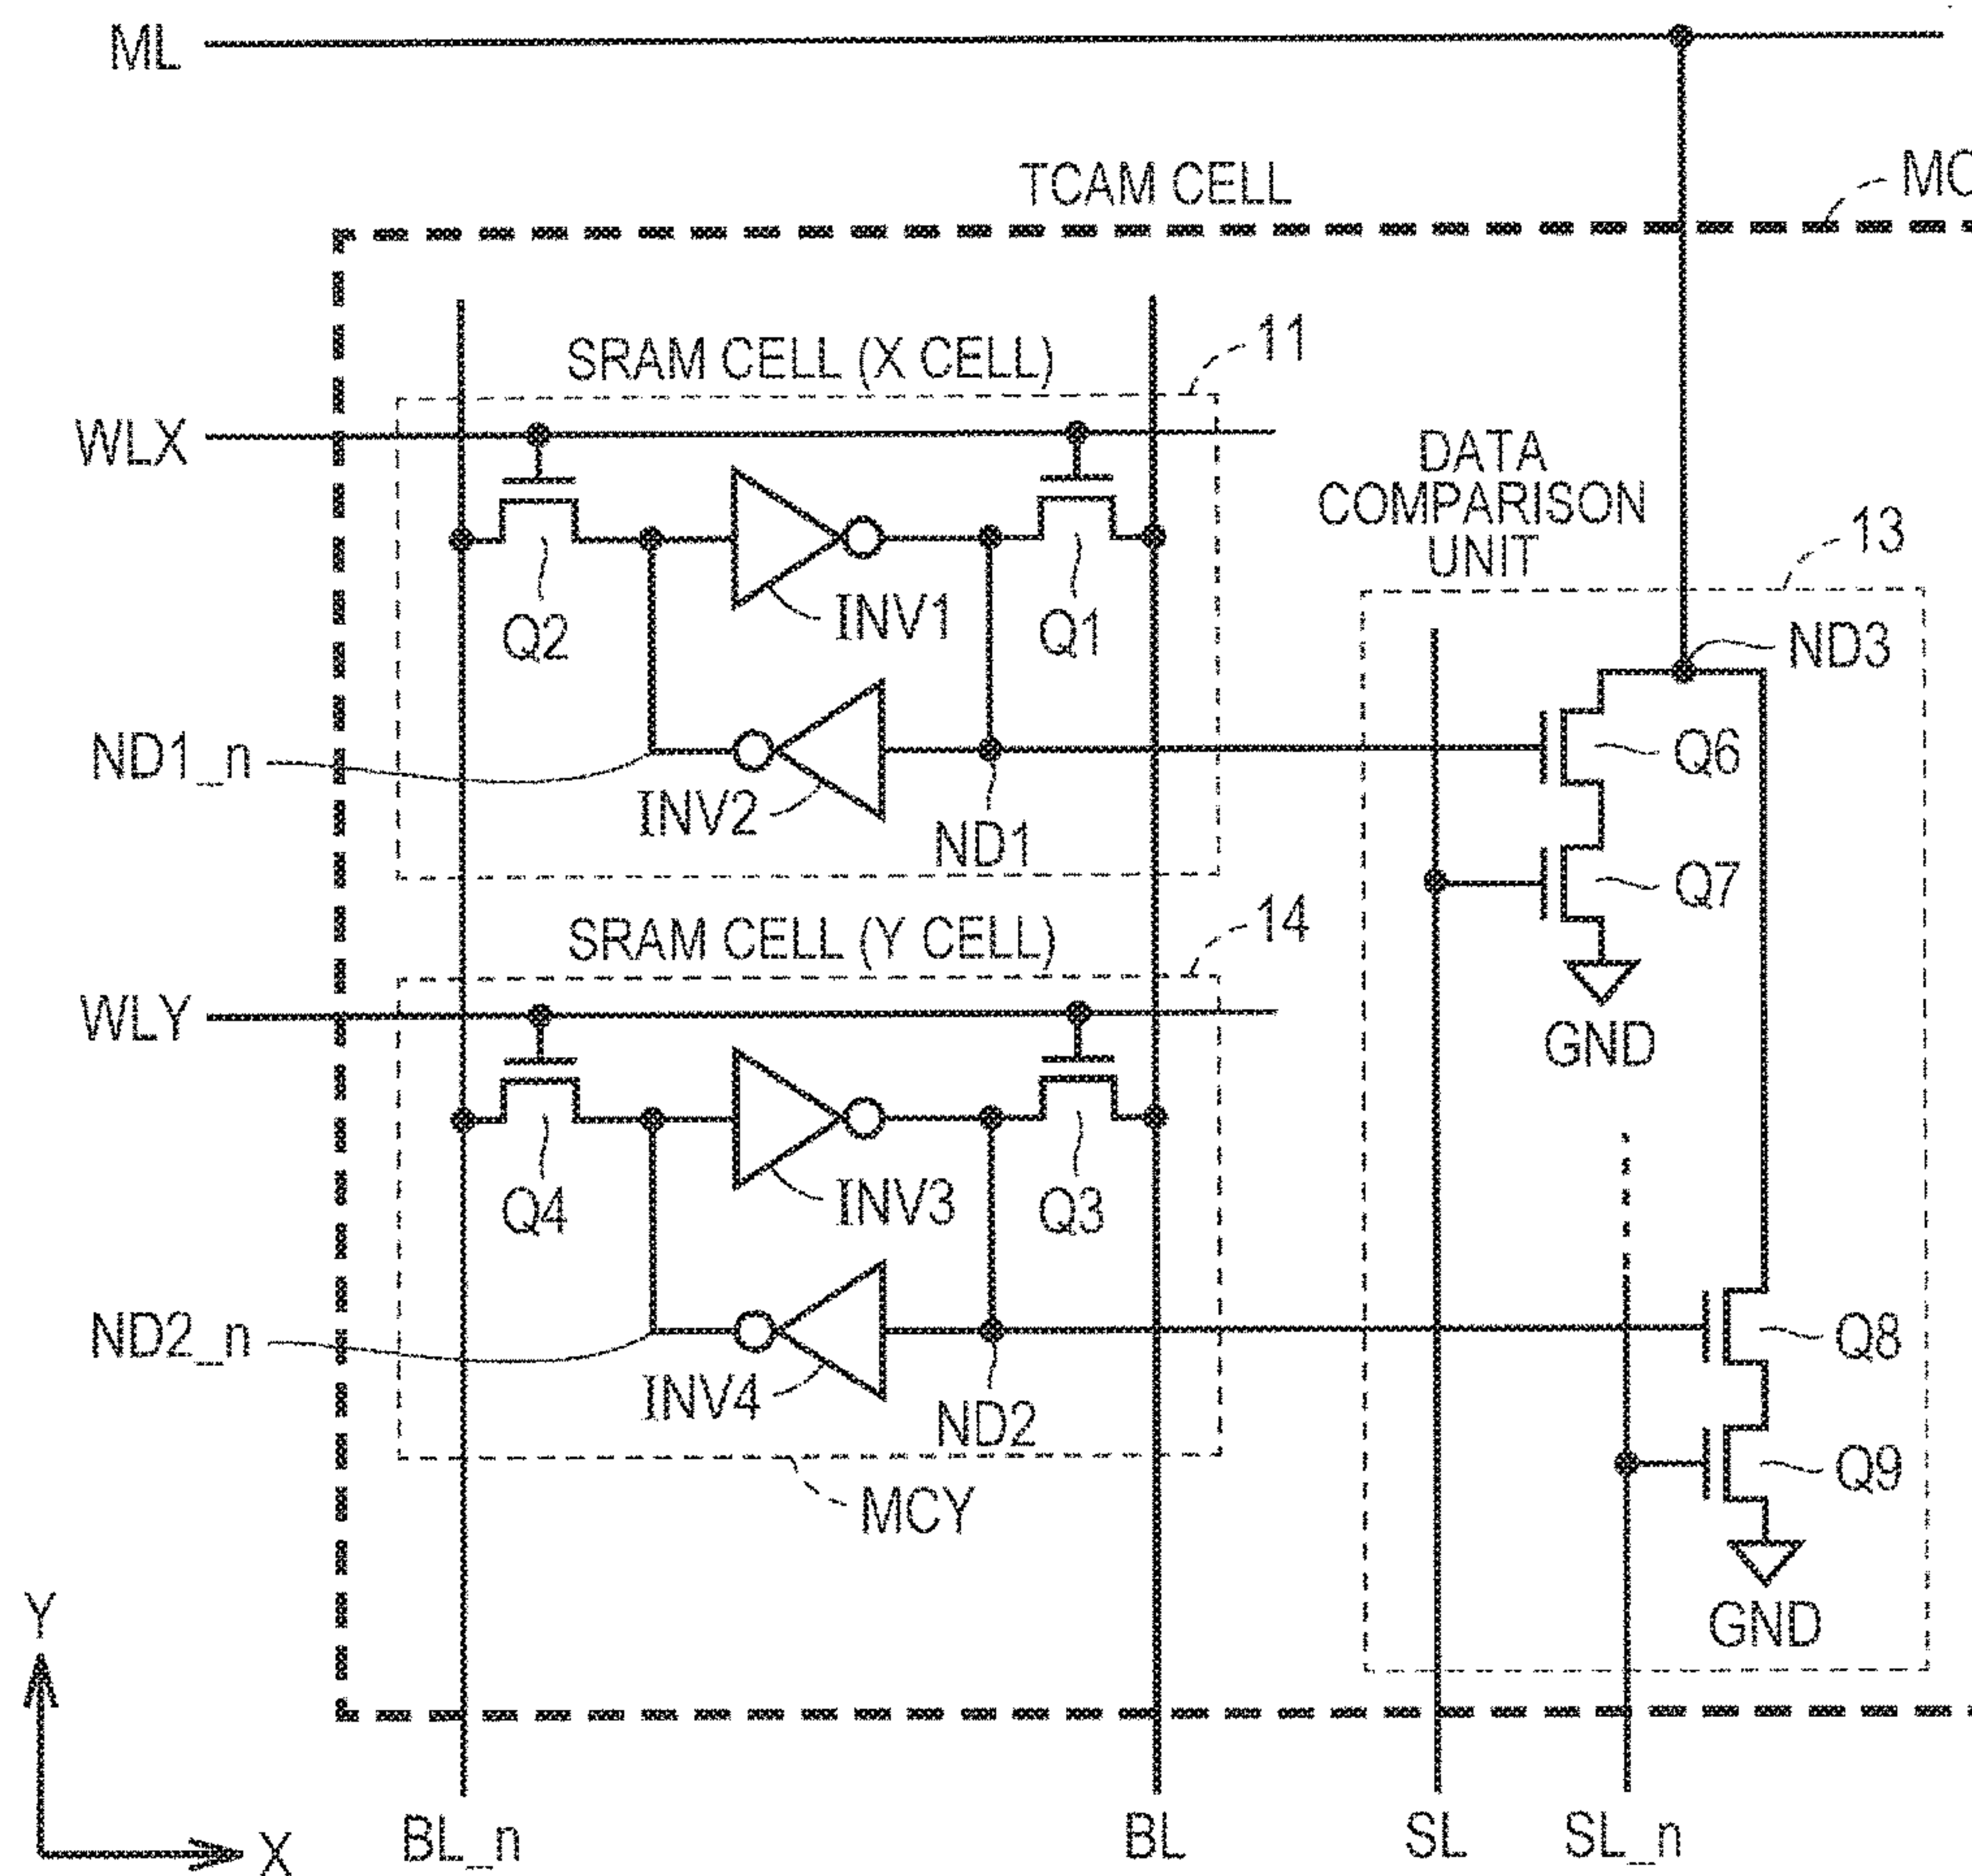 ML
TCAM CELL
MC
SRAM CELL (X CELL)
11
WLX
DATA
COMPARISON
UNIT
13
Q2
INV1
Q1
ND3
ND1_n
INV2
ND1
Q6
Q7
SRAM CELL (Y CELL)
14
WLY
GND
Q4
INV3
Q3
ND2_n
INV4
ND2
Q8
Q9
MCY
GND
Y
X
BL_n
BL
SL
SL_n